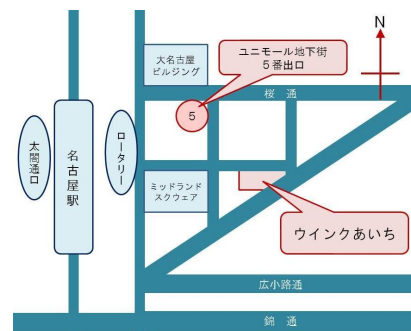 大名古屋
ビルジング
ユニモール地下街
５番出口
N
桜　通
5
太閤通口
名古屋駅
ロータリー
ミッドランド
スクウェア
ウインクあいち
広小路通
錦　通